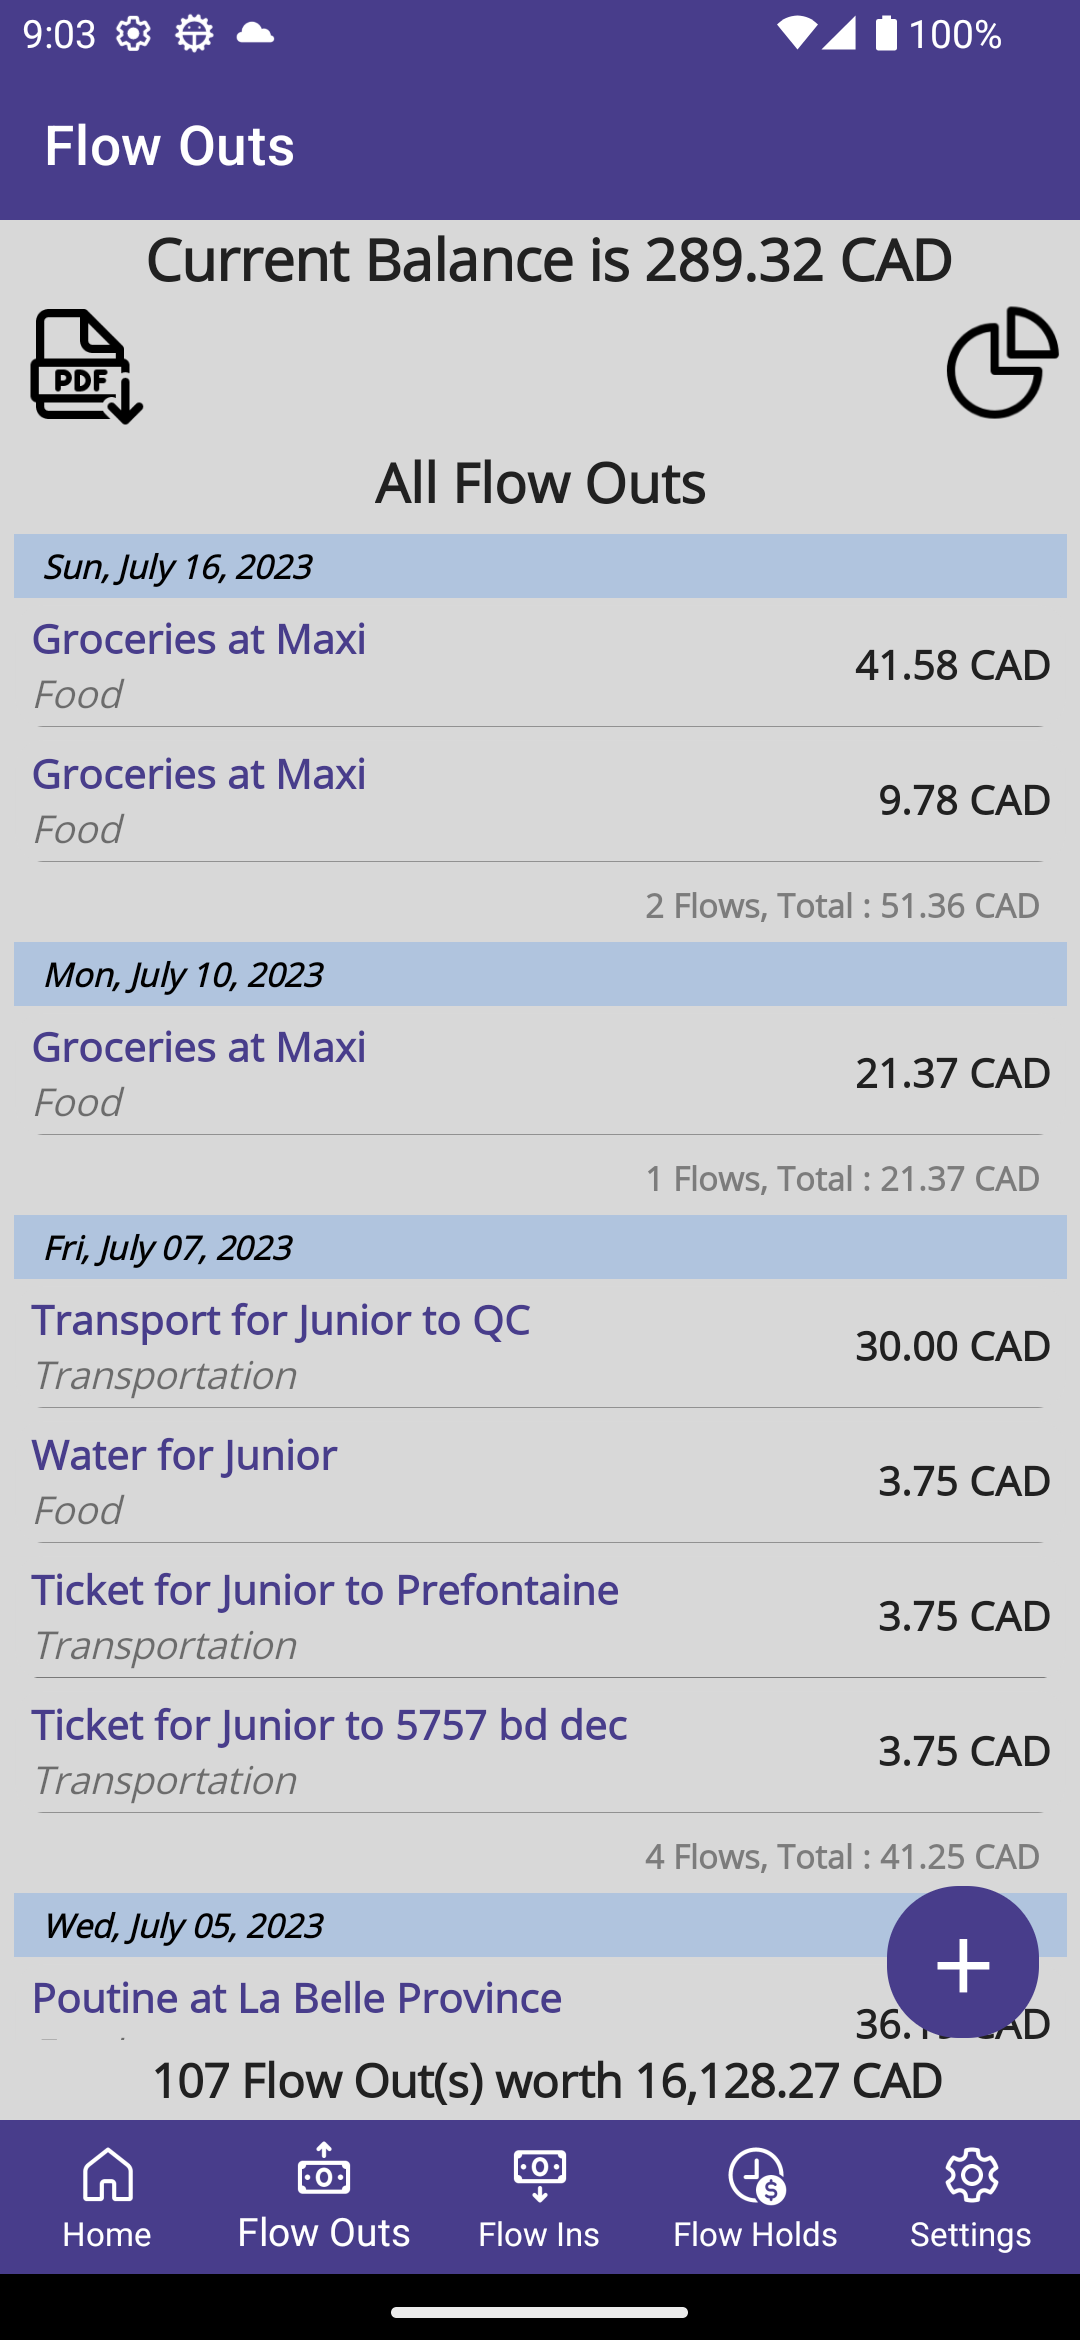 9:03
100%
Flow Outs
Current Balance is 289.32 CAD
PDF
All Flow Outs
Sun, July 16, 2023
Groceries at Maxi
41.58 CAD
Food
Groceries at Maxi
9.78 CAD
Food
2 Flows, Total : 51.36 CAD
Mon, July 10, 2023
Groceries at Maxi
21.37 CAD
Food
1 Flows, Total : 21.37 CAD
Fri, July 07, 2023
Transport for Junior to QC
30.00 CAD
Transportation
Water for Junior
3.75 CAD
Food
Ticket for Junior to Prefontaine
3.75 CAD
Transportation
Ticket for Junior to 5757 bd dec
3.75 CAD
Transportation
4 Flows, Total : 41.25 CAD
Wed, July 05, 2023
Poutine at La Belle Province
107 Flow Out(s) worth 16,128.27 CAD
Home
Flow Outs
Flow Ins
Flow Holds
Settings